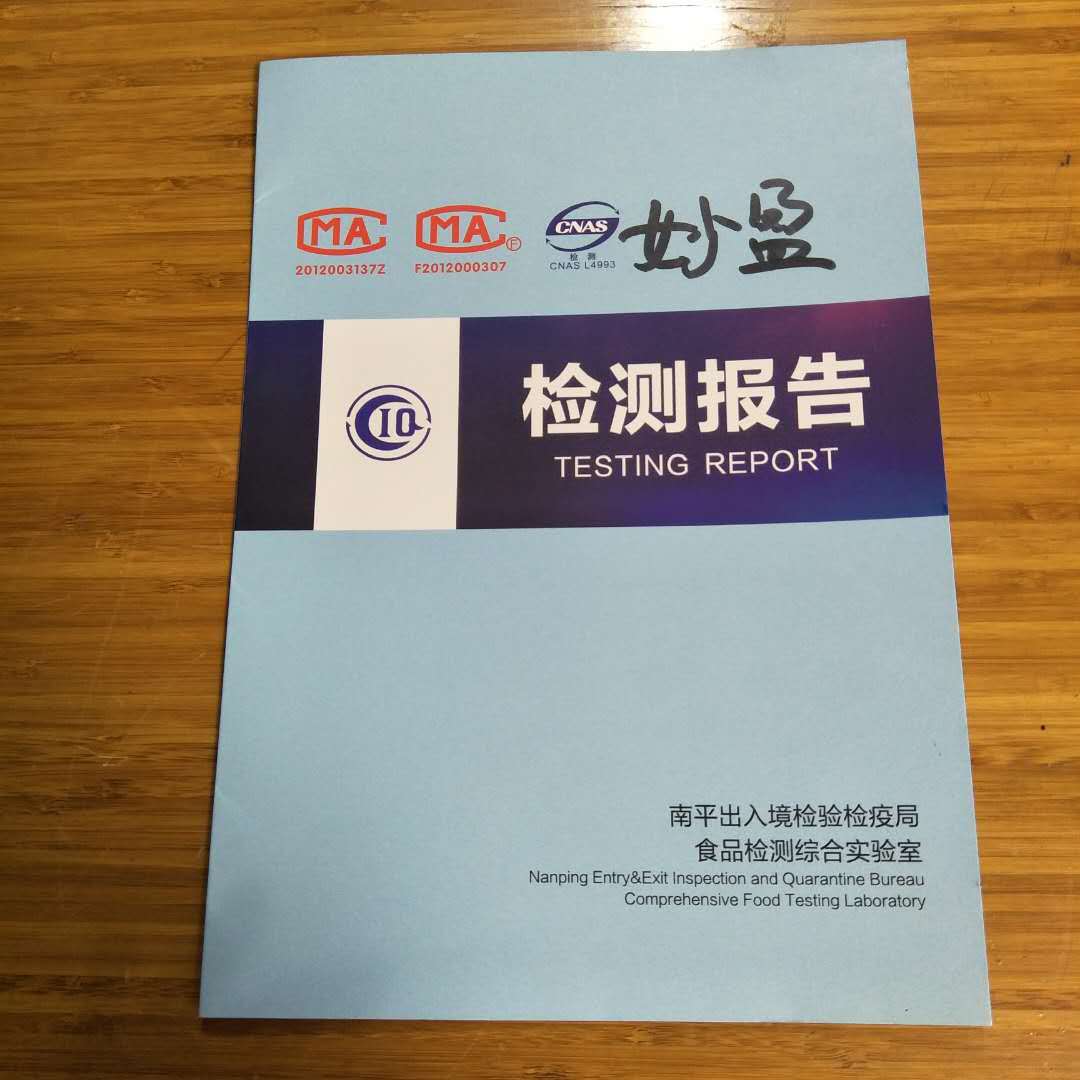 MA MA F CNAS 妙盈
2012003137Z F2012000307 检测
CNAS L4993
CIQ 检测报告
TESTING REPORT
南平出入境检验检疫局
食品检测综合实验室
Nanping Entry&Exit Inspection and Quarantine Bureau
Comprehensive Food Testing Laboratory